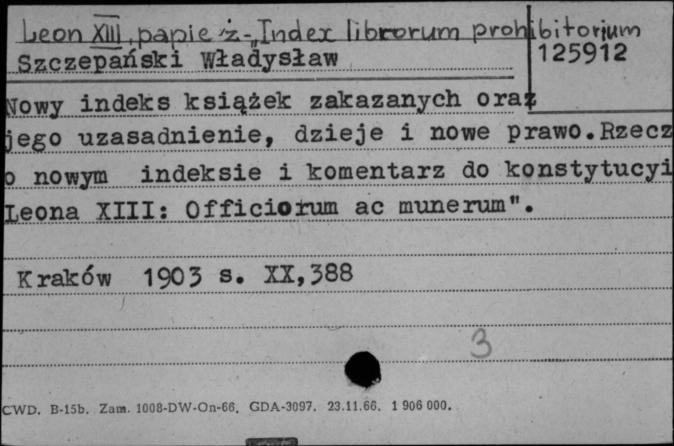 Leon XIII, papież - „Index librorum prohibitorium
Szczepański Władysław 125912
Nowy indeks książek zakazanych oraz
jego uzasadnienie, dzieje i nowe prawo.Rzecz
o nowym indeksie i komentarz do konstytucyi
Leona XIII: Officiorum ac munerum".
Kraków 1903 s. XX,388
3
CWD. B-15b. Zam. 1008-DW-On-66. GDA-3097. 23.11.66. 1 906 000.